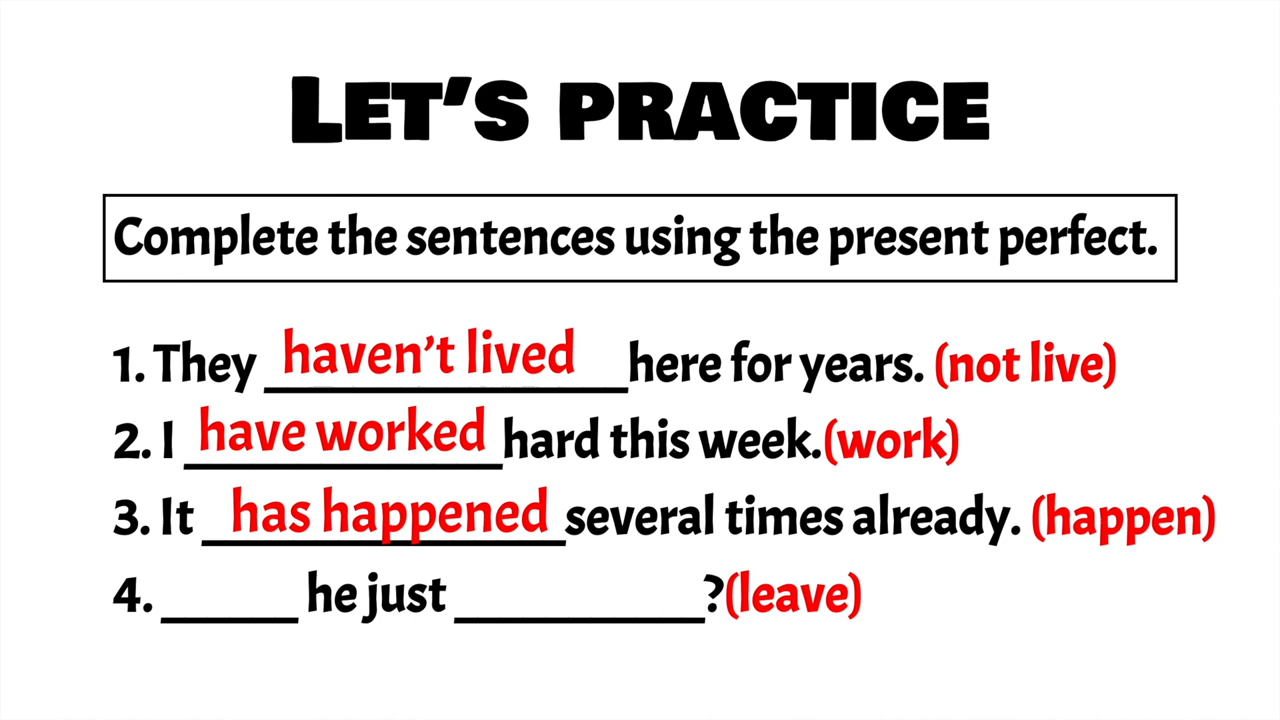 LET'S PRACTICE
Complete the sentences using the present perfect.
1. They haven't lived here for years. (not live)
2. I have worked hard this week.(work)
3. It has happened several times already. (happen)
4. ______ he just ___________?(leave)